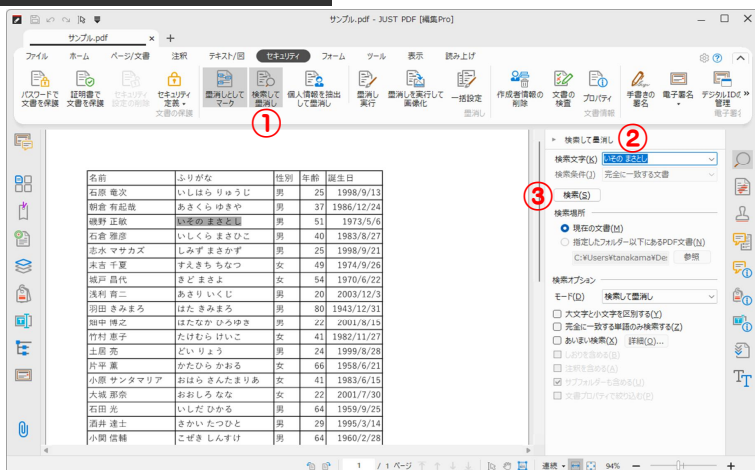 サンプル.pdf - JUST PDF [編集Pro]
サンプル.pdf × +
ファイル ホーム ページ/文書 注釈 テキスト/図 セキュリティ フォーム ツール 表示 読み上げ
パスワードで文書を保護
証明書で文書を保護
セキュリティ設定の削除
セキュリティ定義
墨消しとしてマーク
検索して墨消し
個人情報を抽出して墨消し
墨消し実行
墨消しを実行して画像化
一括設定
作成者情報の削除
文書の検査
プロパティ
手書きの署名
電子署名
デジタルIDの管理
文書の保護 墨消し 文書情報 電子署
①
名前 ふりがな 性別 年齢 誕生日
石原 竜次 いしはら りゅうじ 男 25 1998/9/13
朝倉 有起哉 あさくら ゆきや 男 37 1986/12/24
磯野 正敏 いその まさとし 男 51 1973/5/6
石倉 雅彦 いしくら まさひこ 男 40 1983/8/27
志水 マサカズ しみず まさかず 男 25 1998/9/21
末吉 千夏 すえきち ちなつ 女 49 1974/9/26
城戸 昌代 きど まさよ 女 54 1970/6/22
浅利 育二 あさり いくじ 男 20 2003/12/3
羽田 きみまろ はた きみまろ 男 80 1943/12/31
畑中 博之 はたなか ひろゆき 男 22 2001/8/15
竹村 恵子 たけむら けいこ 女 41 1982/11/27
土居 亮 どい りょう 男 24 1999/8/28
片平 薫 かたひら かおる 女 66 1958/6/21
小原 サンタマリア おはら さんたまりあ 女 41 1983/6/15
大城 那奈 おおしろ なな 女 22 2001/7/30
石田 光 いしだ ひかる 男 64 1959/9/25
酒井 達士 さかい たつひと 男 29 1995/3/14
小関 信輔 こぜき しんすけ 男 64 1960/2/28
検索して墨消し ②
検索文字(K) いその まさとし
検索条件(J) 完全に一致する文書
③ 検索(S)
検索場所
現在の文書(M)
指定したフォルダー以下にあるPDF文書(N)
C:¥Users¥tanakama¥De 参照
検索オプション
モード(D) 検索して墨消し
大文字と小文字を区別する(Y)
完全に一致する単語のみ検索する(Z)
あいまい検索(X) 詳細(O)...
しおりを含める(B)
注釈を含める(A)
サブフォルダーも含める(U)
文書プロパティで絞り込む(P)
1 / 1 ページ 連続 94%